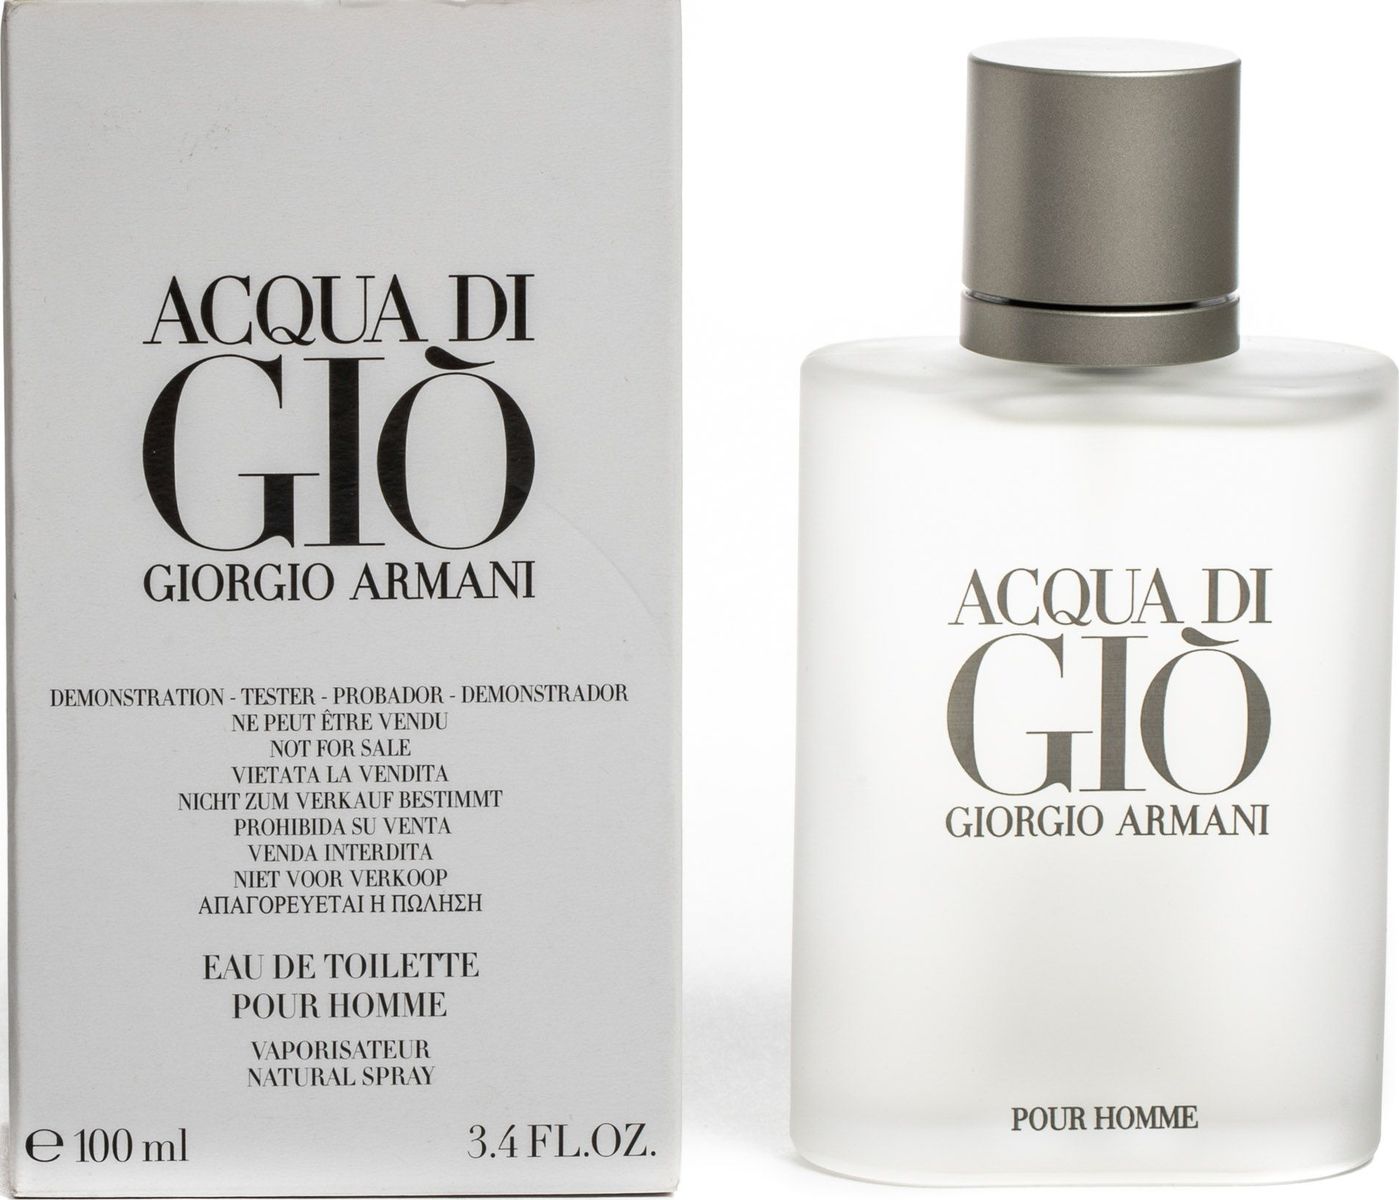 ACQUA DI
GIÒ
GIORGIO ARMANI
DEMONSTRATION - TESTER - PROBADOR - DEMONSTRADOR
NE PEUT ÊTRE VENDU
NOT FOR SALE
VIETATA LA VENDITA
NICHT ZUM VERKAUF BESTIMMT
PROHIBIDA SU VENTA
VENDA INTERDITA
NIET VOOR VERKOOP
ΑΠΑΓΟΡΕΥΕΤΑΙ Η ΠΩΛΗΣΗ
EAU DE TOILETTE
POUR HOMME
VAPORISATEUR
NATURAL SPRAY
℮ 100 ml 3.4 FL.OZ.
ACQUA DI
GIÒ
GIORGIO ARMANI
POUR HOMME